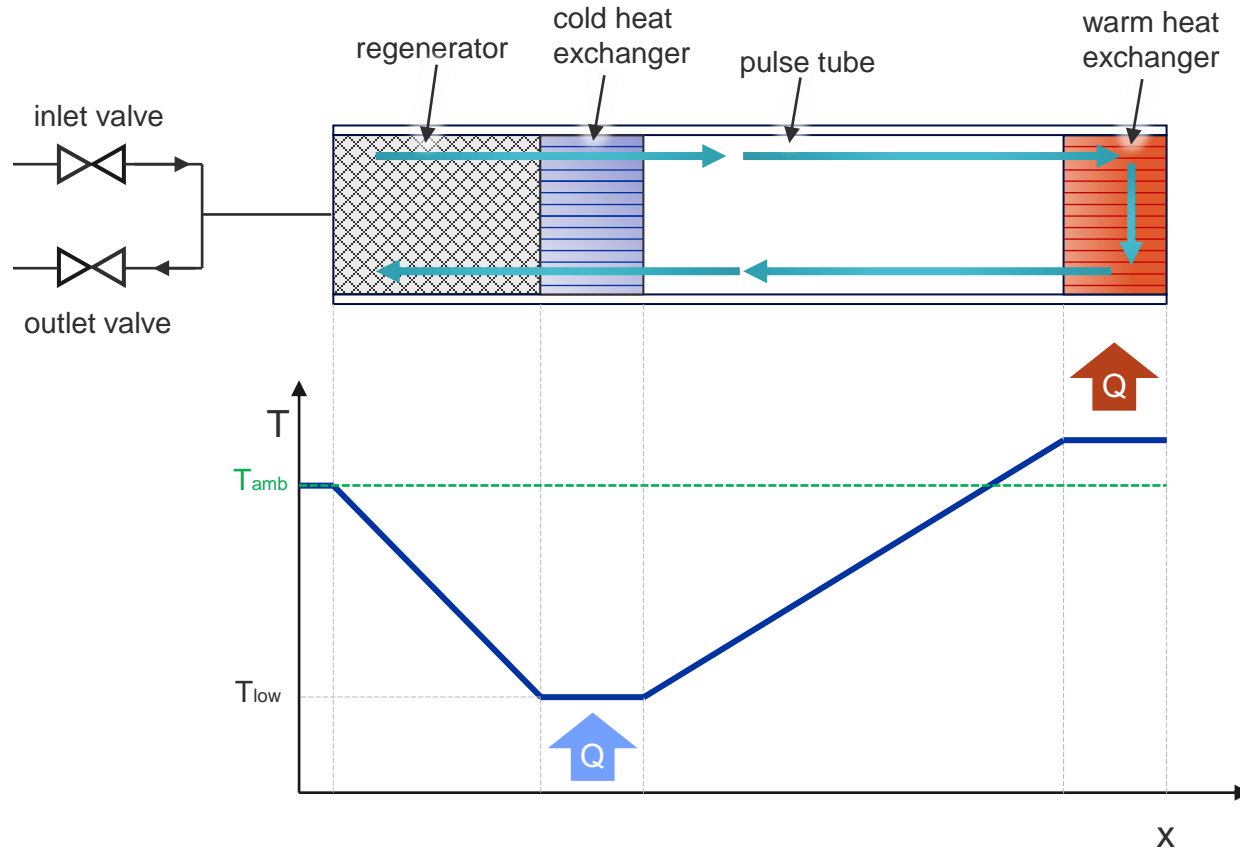 cold heat
exchanger
warm heat
exchanger
regenerator
pulse tube
inlet valve
outlet valve
Q
T
Tamb
Tlow
Q
x